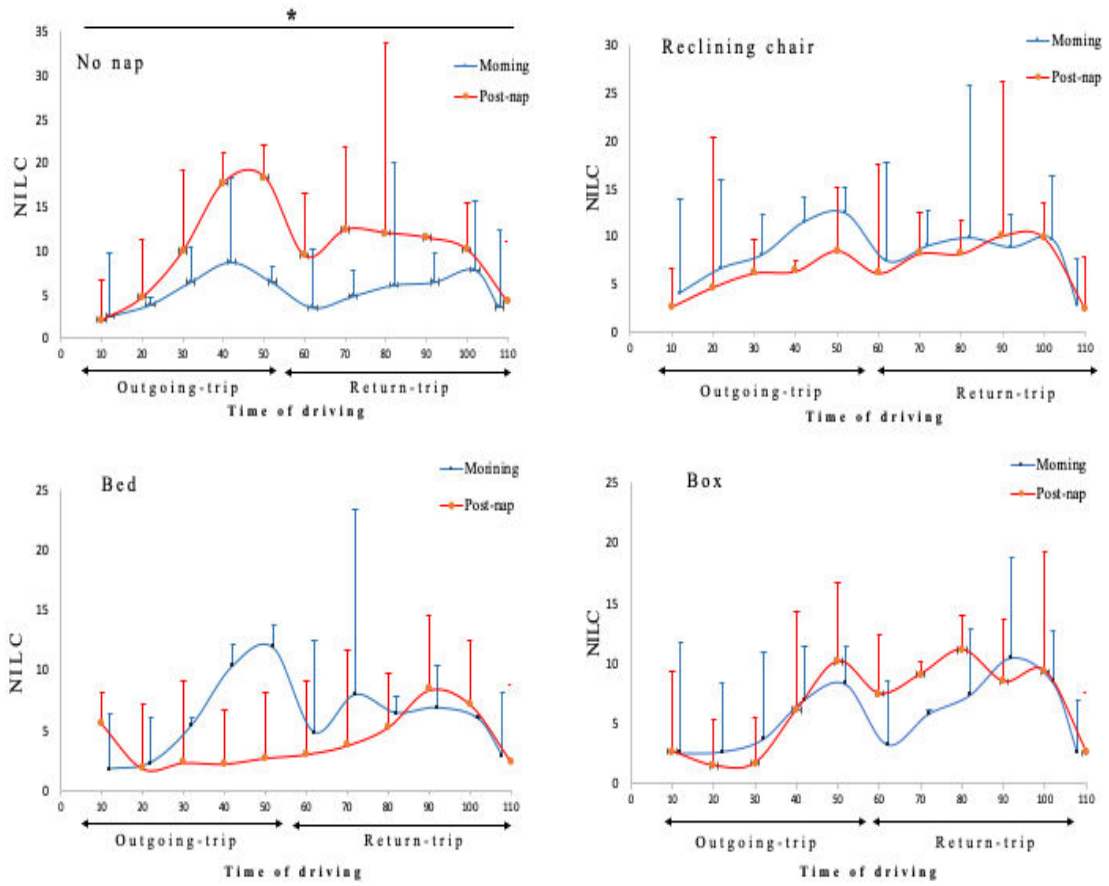 *
No nap
Morning
Post-nap
NILC
35
30
25
20
15
10
5
0
0 10 20 30 40 50 60 70 80 90 100 110
Outgoing-trip Return-trip
Time of driving
Reclining chair
Morning
Post-nap
NILC
30
25
20
15
10
5
0
0 10 20 30 40 50 60 70 80 90 100 110
Outgoing-trip Return-trip
Time of driving
Bed
Morining
Post-nap
NILC
25
20
15
10
5
0
0 10 20 30 40 50 60 70 80 90 100 110
Outgoing-trip Return-trip
Time of driving
Box
Morning
Post-nap
NILC
25
20
15
10
5
0
0 10 20 30 40 50 60 70 80 90 100 110
Outgoing-trip Return-trip
Time of driving